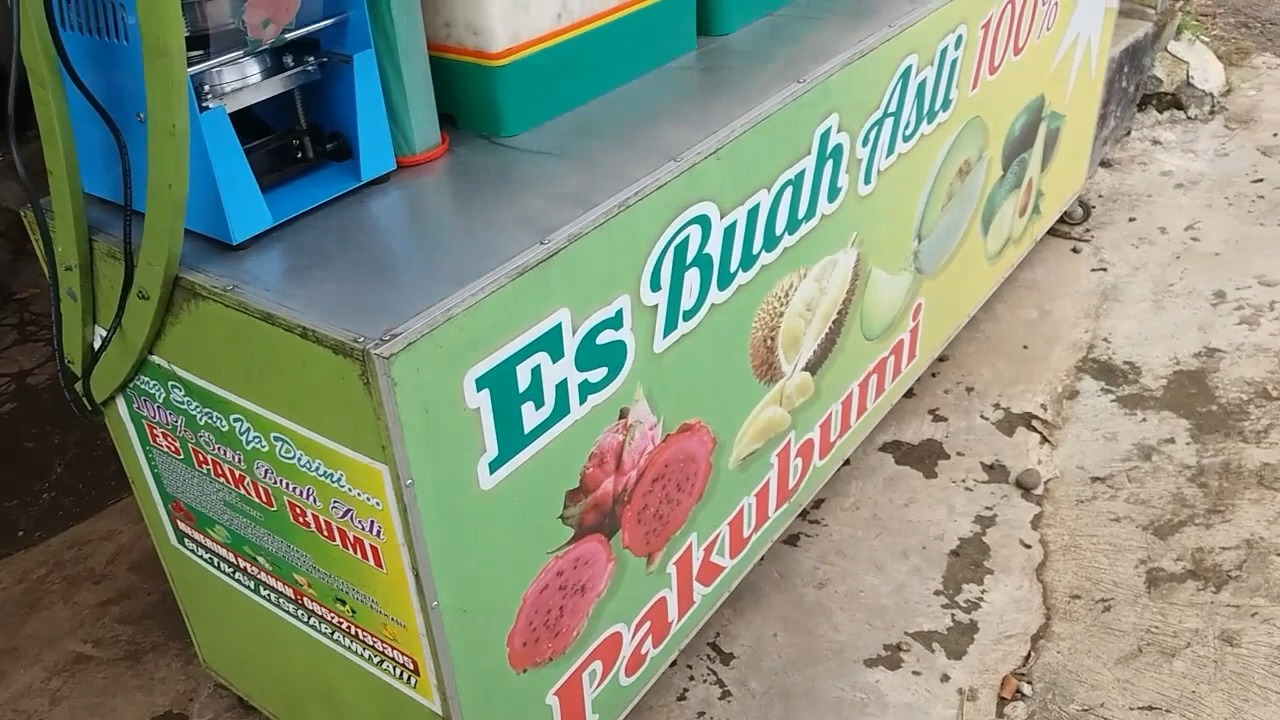 Es Buah Asli 100%
Pakubumi
Segar Ya Disini....
100% Sari Buah Asli
ES PAKU BUMI
MENERIMA PESANAN : 085227133305
BUKTIKAN KESEGARANNYA!!!